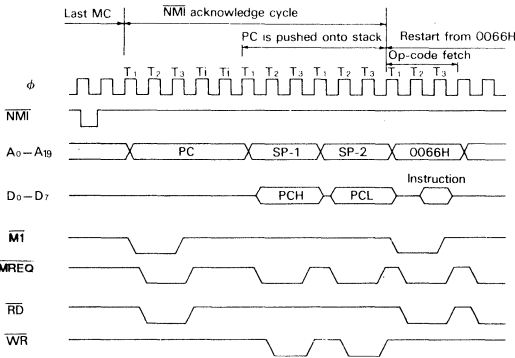 Last MC
NMI acknowledge cycle
PC is pushed onto stack
Restart from 0066H
Op-code fetch
T1 T2 T3 Ti Ti T1 T2 T3 T1 T2 T3 T1 T2 T3
φ
NMI
A0–A19 PC SP-1 SP-2 0066H
Instruction
D0–D7 PCH PCL
M1
MREQ
RD
WR